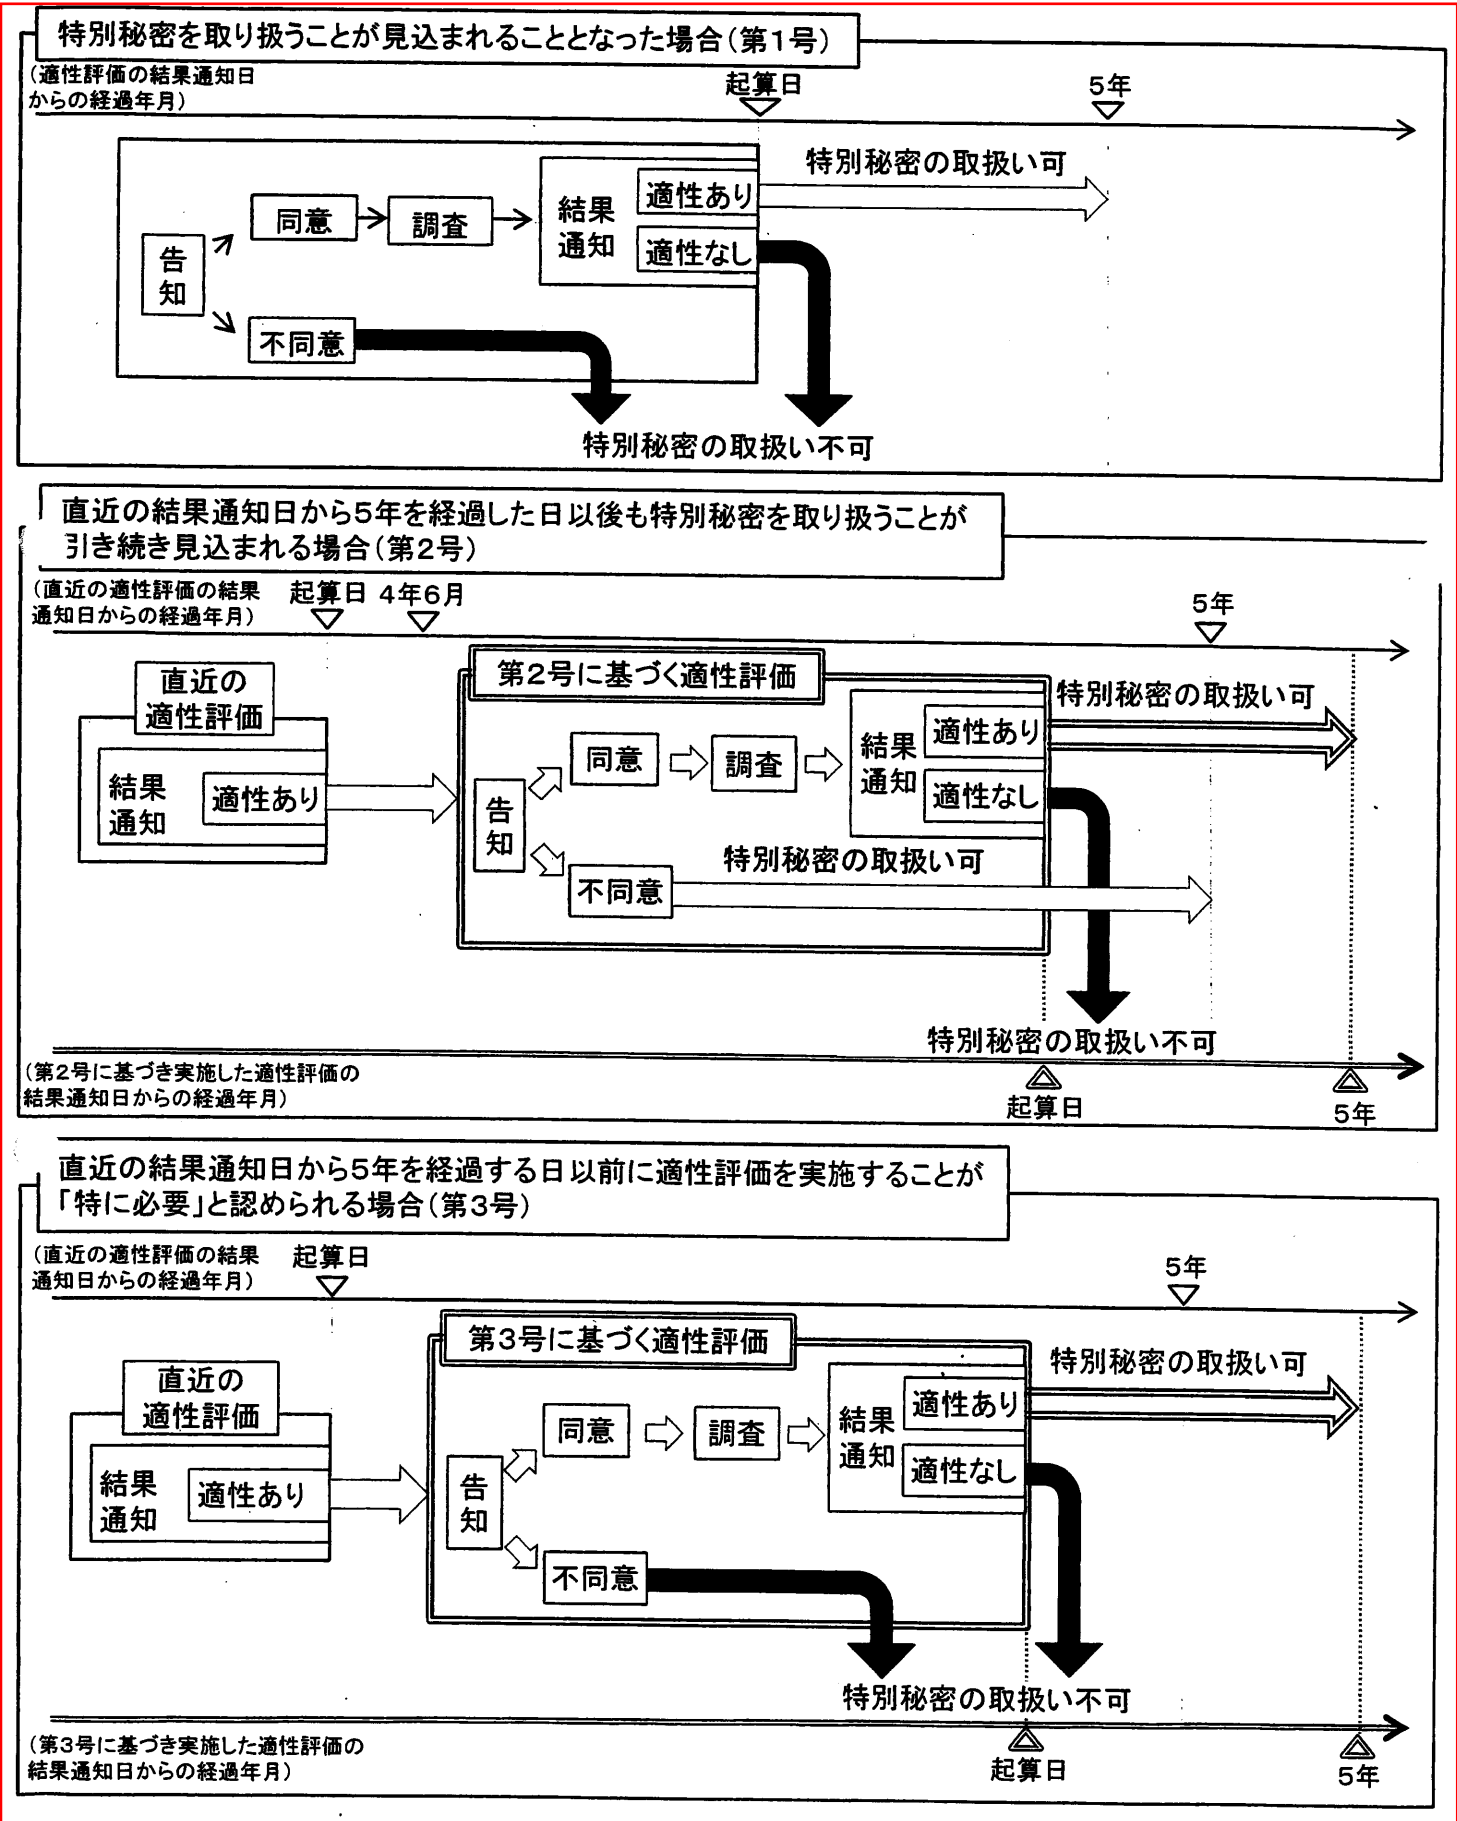 特別秘密を取り扱うことが見込まれることとなった場合(第1号)
(適性評価の結果通知日
からの経過年月)
起算日
5年
特別秘密の取扱い可
告知
同意
調査
結果
通知
適性あり
適性なし
不同意
特別秘密の取扱い不可
直近の結果通知日から5年を経過した日以後も特別秘密を取り扱うことが
引き続き見込まれる場合(第2号)
(直近の適性評価の結果
通知日からの経過年月)
起算日
4年6月
5年
直近の
適性評価
結果
通知
適性あり
第2号に基づく適性評価
告知
同意
調査
結果
通知
適性あり
適性なし
特別秘密の取扱い可
不同意
特別秘密の取扱い可
特別秘密の取扱い不可
(第2号に基づき実施した適性評価の
結果通知日からの経過年月)
起算日
5年
直近の結果通知日から5年を経過する日以前に適性評価を実施することが
「特に必要」と認められる場合(第3号)
(直近の適性評価の結果
通知日からの経過年月)
起算日
5年
直近の
適性評価
結果
通知
適性あり
第3号に基づく適性評価
告知
同意
調査
結果
通知
適性あり
適性なし
特別秘密の取扱い可
不同意
特別秘密の取扱い不可
(第3号に基づき実施した適性評価の
結果通知日からの経過年月)
起算日
5年